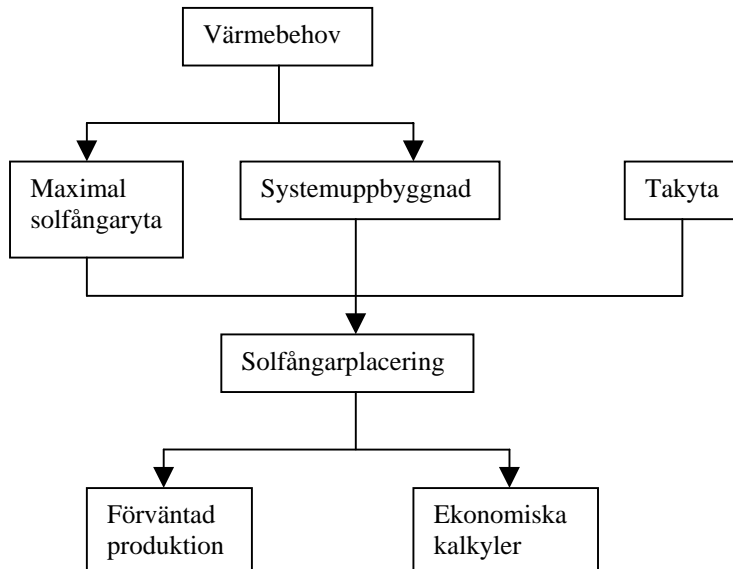 Värmebehov
Maximal
solfångaryta
Systemuppbyggnad
Takyta
Solfångarplacering
Förväntad
produktion
Ekonomiska
kalkyler